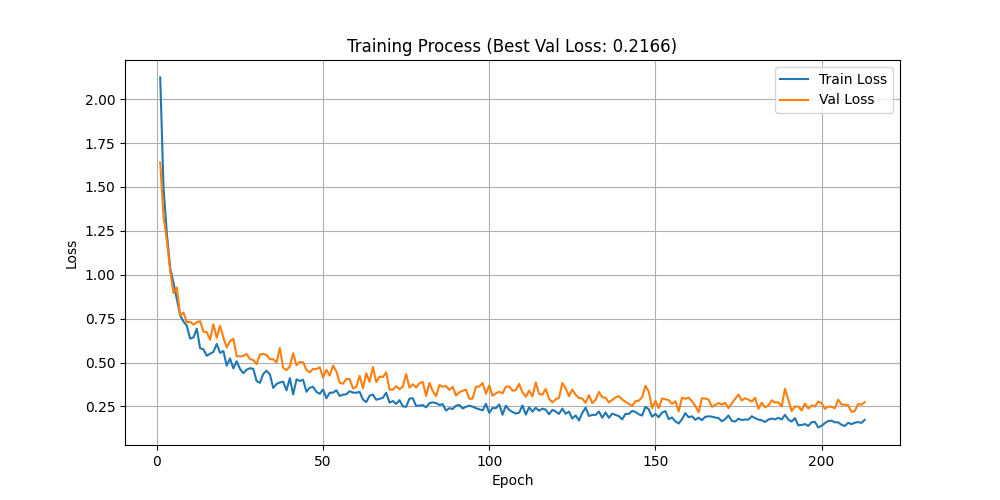 Training Process (Best Val Loss: 0.2166)
Train Loss
Val Loss
Loss
2.00
1.75
1.50
1.25
1.00
0.75
0.50
0.25
0
50
100
150
200
Epoch